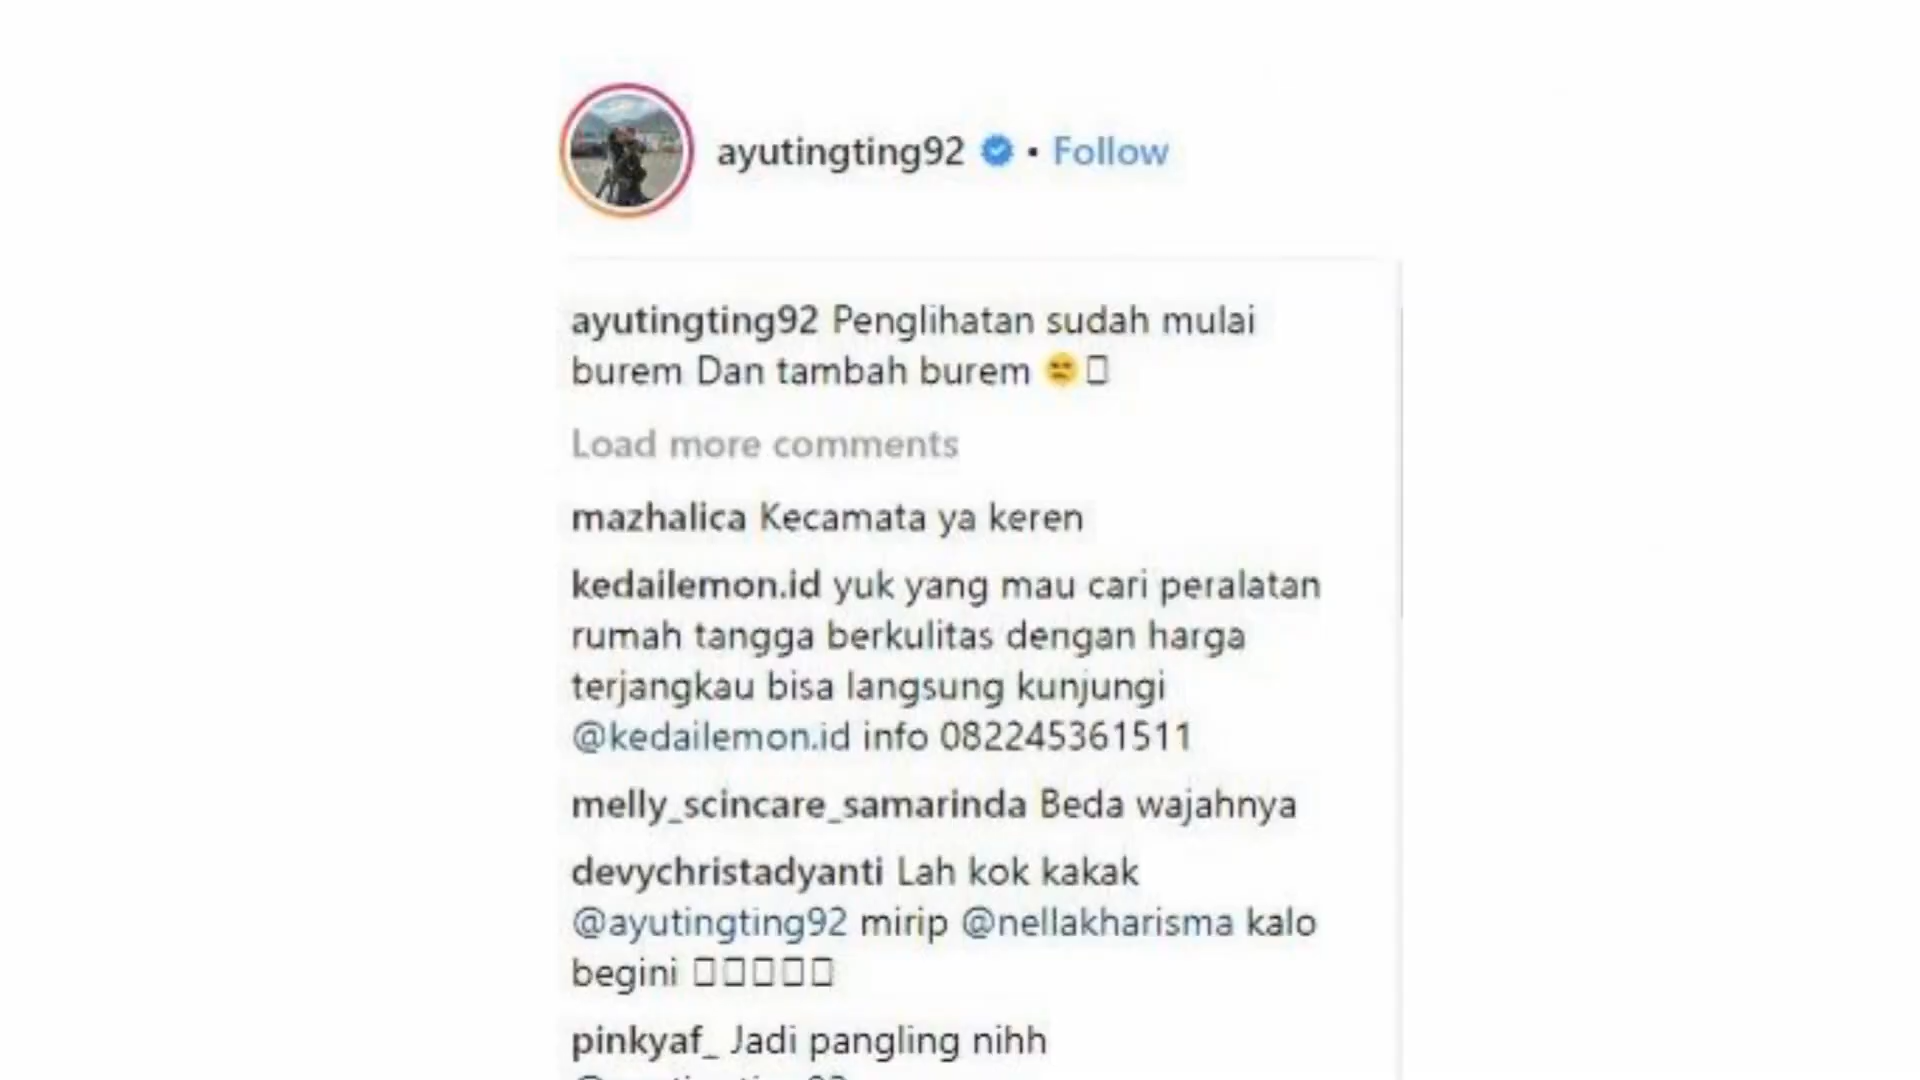 ayutingting92 • Follow
ayutingting92 Penglihatan sudah mulai
burem Dan tambah burem 😒
Load more comments
mazhalica Kecamata ya keren
kedailemon.id yuk yang mau cari peralatan
rumah tangga berkulitas dengan harga
terjangkau bisa langsung kunjungi
@kedailemon.id info 082245361511
melly_scincare_samarinda Beda wajahnya
devychristadyanti Lah kok kakak
@ayutingting92 mirip @nellakharisma kalo
begini
pinkyaf_ Jadi pangling nihh